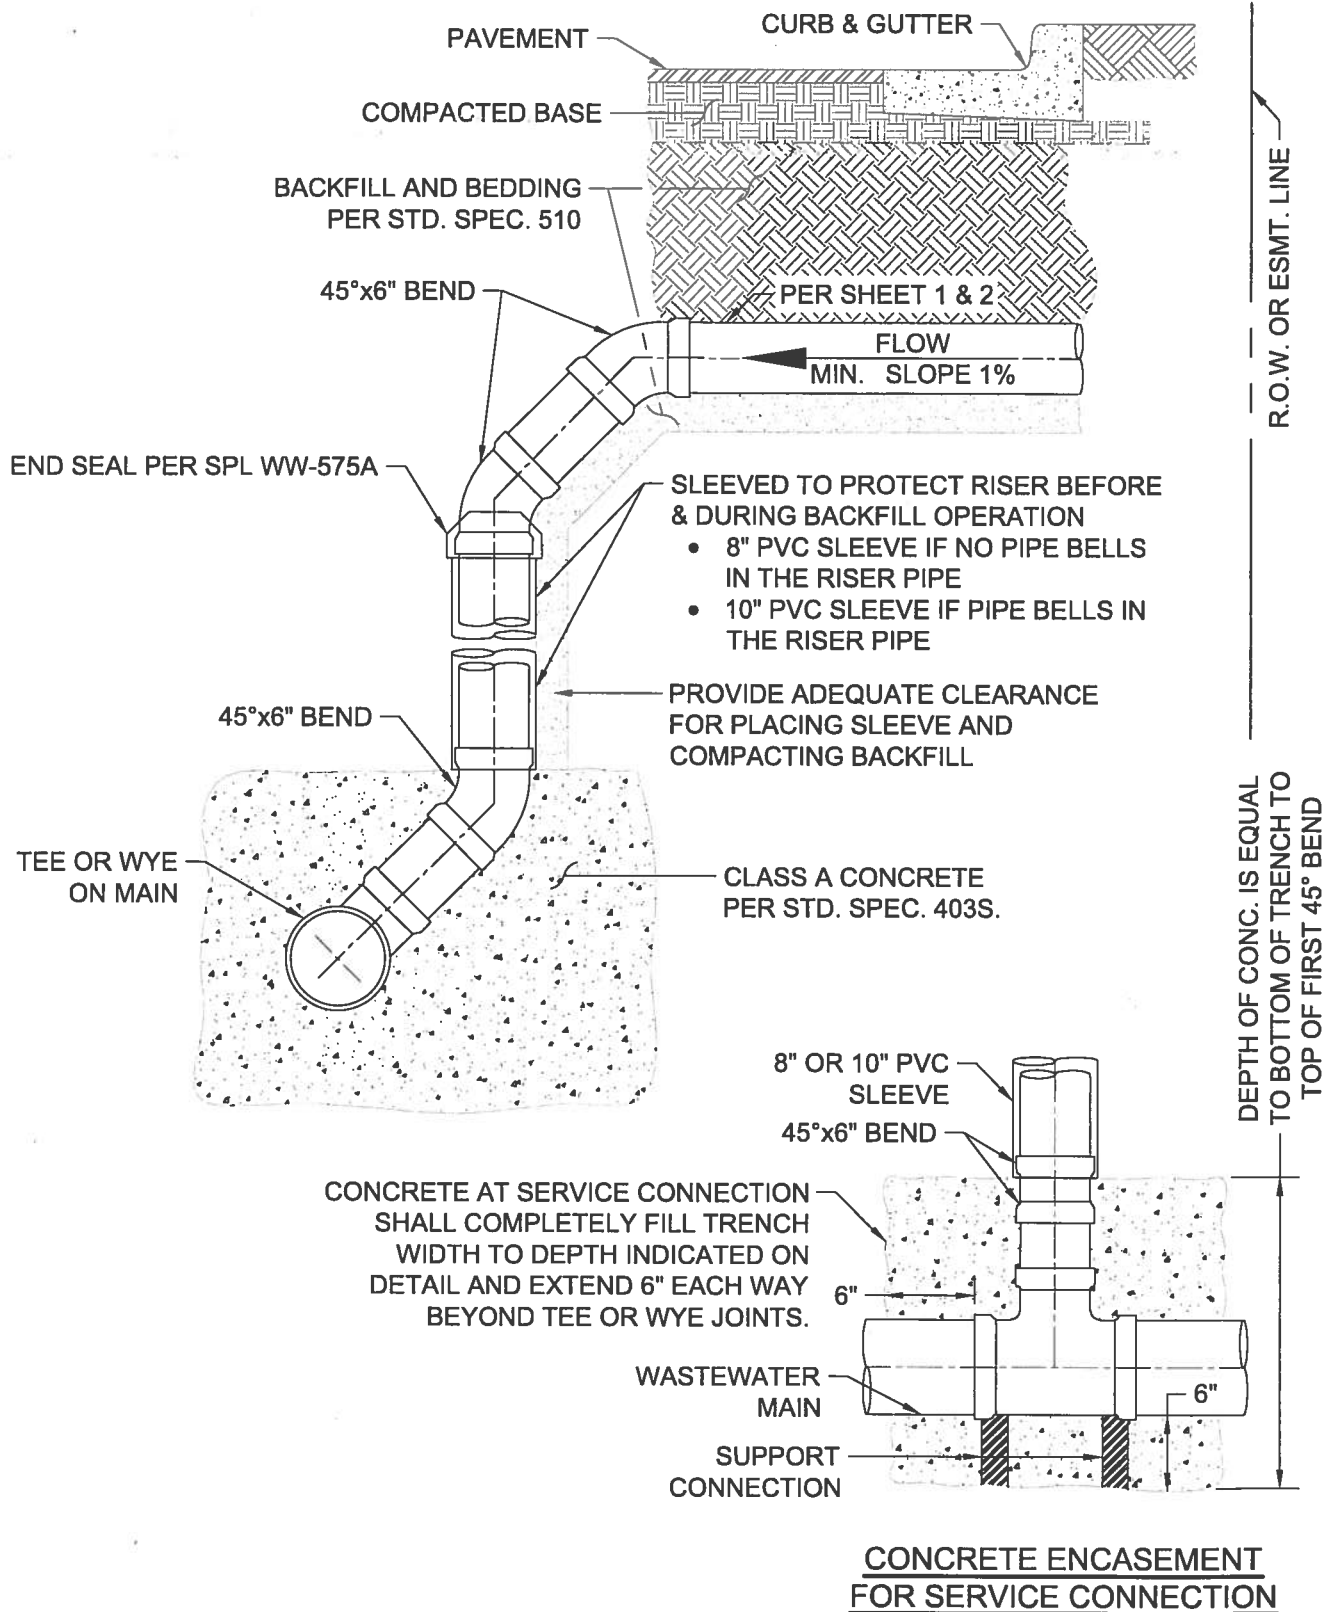 CURB & GUTTER
PAVEMENT
COMPACTED BASE
BACKFILL AND BEDDING
PER STD. SPEC. 510
R.O.W. OR ESMT. LINE
45°x6" BEND
PER SHEET 1 & 2
FLOW
MIN. SLOPE 1%
END SEAL PER SPL WW-575A
SLEEVED TO PROTECT RISER BEFORE
& DURING BACKFILL OPERATION
• 8" PVC SLEEVE IF NO PIPE BELLS
IN THE RISER PIPE
• 10" PVC SLEEVE IF PIPE BELLS IN
THE RISER PIPE
PROVIDE ADEQUATE CLEARANCE
FOR PLACING SLEEVE AND
COMPACTING BACKFILL
45°x6" BEND
TEE OR WYE
ON MAIN
CLASS A CONCRETE
PER STD. SPEC. 403S.
DEPTH OF CONC. IS EQUAL
TO BOTTOM OF TRENCH TO
TOP OF FIRST 45° BEND
8" OR 10" PVC
SLEEVE
45°x6" BEND
CONCRETE AT SERVICE CONNECTION
SHALL COMPLETELY FILL TRENCH
WIDTH TO DEPTH INDICATED ON
DETAIL AND EXTEND 6" EACH WAY
BEYOND TEE OR WYE JOINTS.
6"
WASTEWATER
MAIN
6"
SUPPORT
CONNECTION
CONCRETE ENCASEMENT
FOR SERVICE CONNECTION